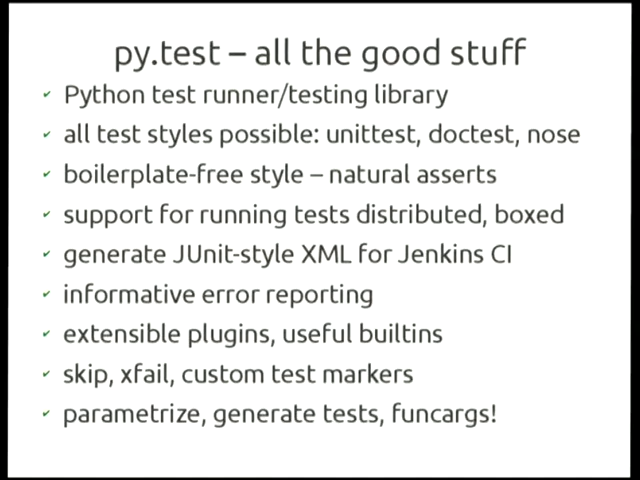 py.test – all the good stuff
✔ Python test runner/testing library
✔ all test styles possible: unittest, doctest, nose
✔ boilerplate-free style – natural asserts
✔ support for running tests distributed, boxed
✔ generate JUnit-style XML for Jenkins CI
✔ informative error reporting
✔ extensible plugins, useful builtins
✔ skip, xfail, custom test markers
✔ parametrize, generate tests, funcargs!